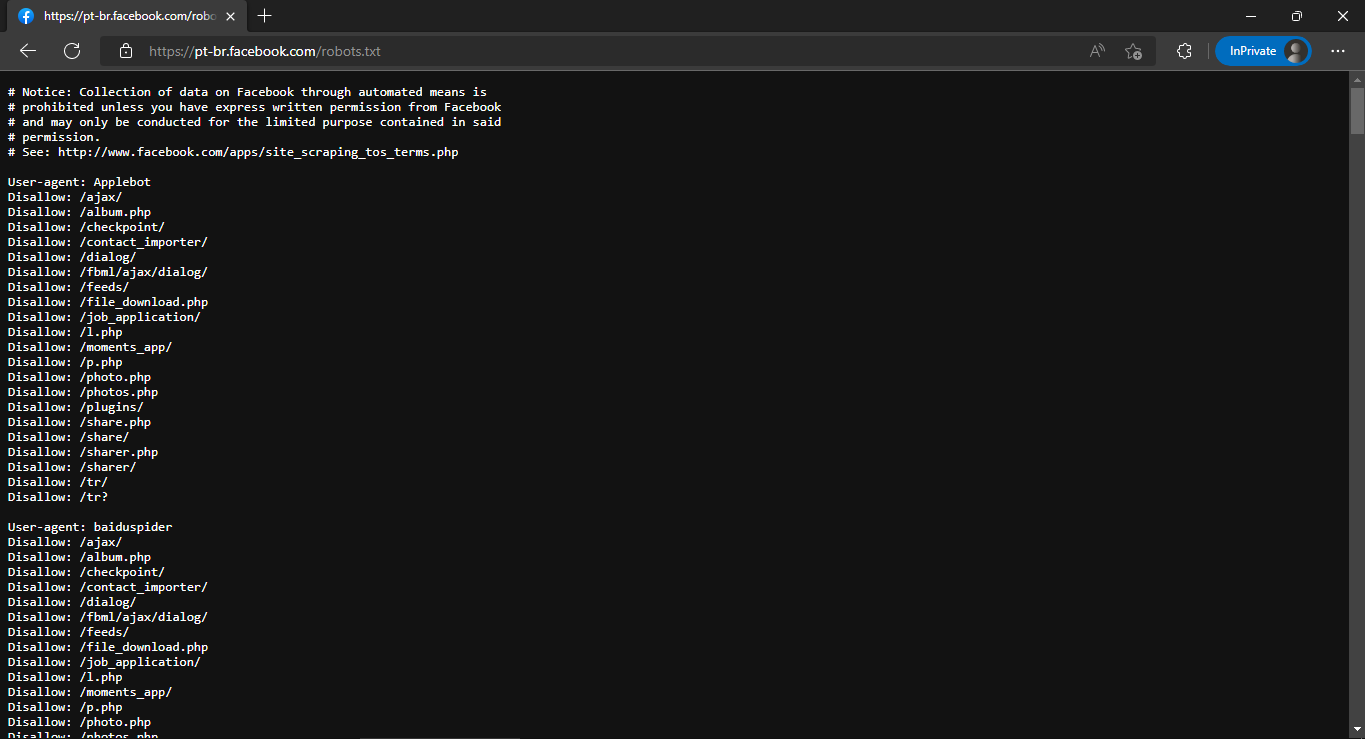 https://pt-br.facebook.com/robo
https://pt-br.facebook.com/robots.txt
InPrivate
# Notice: Collection of data on Facebook through automated means is
# prohibited unless you have express written permission from Facebook
# and may only be conducted for the limited purpose contained in said
# permission.
# See: http://www.facebook.com/apps/site_scraping_tos_terms.php
User-agent: Applebot
Disallow: /ajax/
Disallow: /album.php
Disallow: /checkpoint/
Disallow: /contact_importer/
Disallow: /dialog/
Disallow: /fbml/ajax/dialog/
Disallow: /feeds/
Disallow: /file_download.php
Disallow: /job_application/
Disallow: /l.php
Disallow: /moments_app/
Disallow: /p.php
Disallow: /photo.php
Disallow: /photos.php
Disallow: /plugins/
Disallow: /share.php
Disallow: /share/
Disallow: /sharer.php
Disallow: /sharer/
Disallow: /tr/
Disallow: /tr?
User-agent: baiduspider
Disallow: /ajax/
Disallow: /album.php
Disallow: /checkpoint/
Disallow: /contact_importer/
Disallow: /dialog/
Disallow: /fbml/ajax/dialog/
Disallow: /feeds/
Disallow: /file_download.php
Disallow: /job_application/
Disallow: /l.php
Disallow: /moments_app/
Disallow: /p.php
Disallow: /photo.php
Disallow: /photos.php